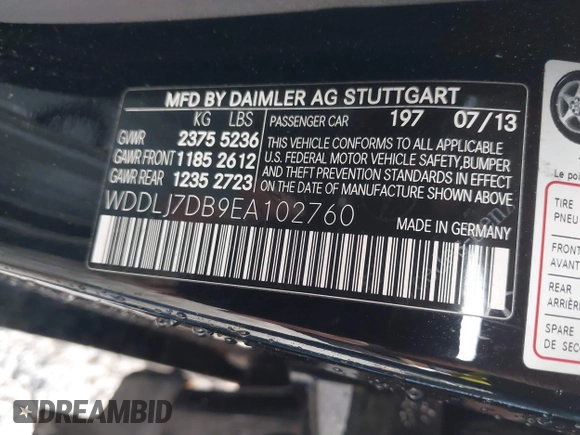 MFD BY DAIMLER AG STUTTGART
KG LBS
PASSENGER CAR 197 07/13
GVWR 2375 5236
GAWR FRONT 1185 2612
GAWR REAR 1235 2723
THIS VEHICLE CONFORMS TO ALL APPLICABLE
U.S. FEDERAL MOTOR VEHICLE SAFETY, BUMPER
AND THEFT PREVENTION STANDARDS IN EFFECT
ON THE DATE OF MANUFACTURE SHOWN ABOVE.
WDDLJ7DB9EA102760
MADE IN GERMANY
Le po
TIRE
PNEU
FRONT
AVANT
REAR
ARRIÈRE
SPARE
DE SECO
DREAMBID